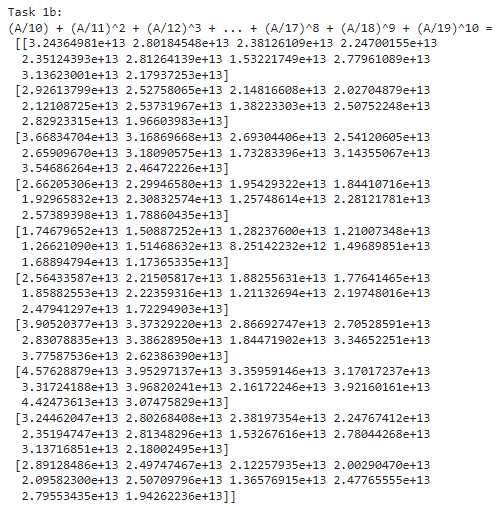 Task 1b:
(A/10) + (A/11)^2 + (A/12)^3 + ... + (A/17)^8 + (A/18)^9 + (A/19)^10 =
[[3.24364981e+13 2.80184548e+13 2.38126109e+13 2.24700155e+13
2.35124393e+13 2.81264139e+13 1.53221749e+13 2.77961089e+13
3.13623001e+13 2.17937253e+13]
[2.92613799e+13 2.52758065e+13 2.14816608e+13 2.02704879e+13
2.12108725e+13 2.53731967e+13 1.38223303e+13 2.50752248e+13
2.82923315e+13 1.96603983e+13]
[3.66834704e+13 3.16869668e+13 2.69304406e+13 2.54120605e+13
2.65909670e+13 3.18090575e+13 1.73283396e+13 3.14355067e+13
3.54686264e+13 2.46472226e+13]
[2.66205306e+13 2.29946580e+13 1.95429322e+13 1.84410716e+13
1.92965832e+13 2.30832574e+13 1.25748614e+13 2.28121781e+13
2.57389398e+13 1.78860435e+13]
[1.74679652e+13 1.50887252e+13 1.28237600e+13 1.21007348e+13
1.26621090e+13 1.51468632e+13 8.25142232e+12 1.49689851e+13
1.68894794e+13 1.17365335e+13]
[2.56433587e+13 2.21505817e+13 1.88255631e+13 1.77641465e+13
1.85882553e+13 2.22359316e+13 1.21132694e+13 2.19748016e+13
2.47941297e+13 1.72294903e+13]
[3.90520377e+13 3.37329220e+13 2.86692747e+13 2.70528591e+13
2.83078835e+13 3.38628950e+13 1.84471902e+13 3.34652251e+13
3.77587536e+13 2.62386390e+13]
[4.57628879e+13 3.95297137e+13 3.35959146e+13 3.17017237e+13
3.31724188e+13 3.96820241e+13 2.16172246e+13 3.92160161e+13
4.42473613e+13 3.07475829e+13]
[3.24462047e+13 2.80268408e+13 2.38197354e+13 2.24767412e+13
2.35194747e+13 2.81348296e+13 1.53267616e+13 2.78044268e+13
3.13716851e+13 2.18002495e+13]
[2.89128486e+13 2.49747467e+13 2.12257935e+13 2.00290470e+13
2.09582300e+13 2.50709796e+13 1.36576915e+13 2.47765555e+13
2.79553435e+13 1.94262236e+13]]